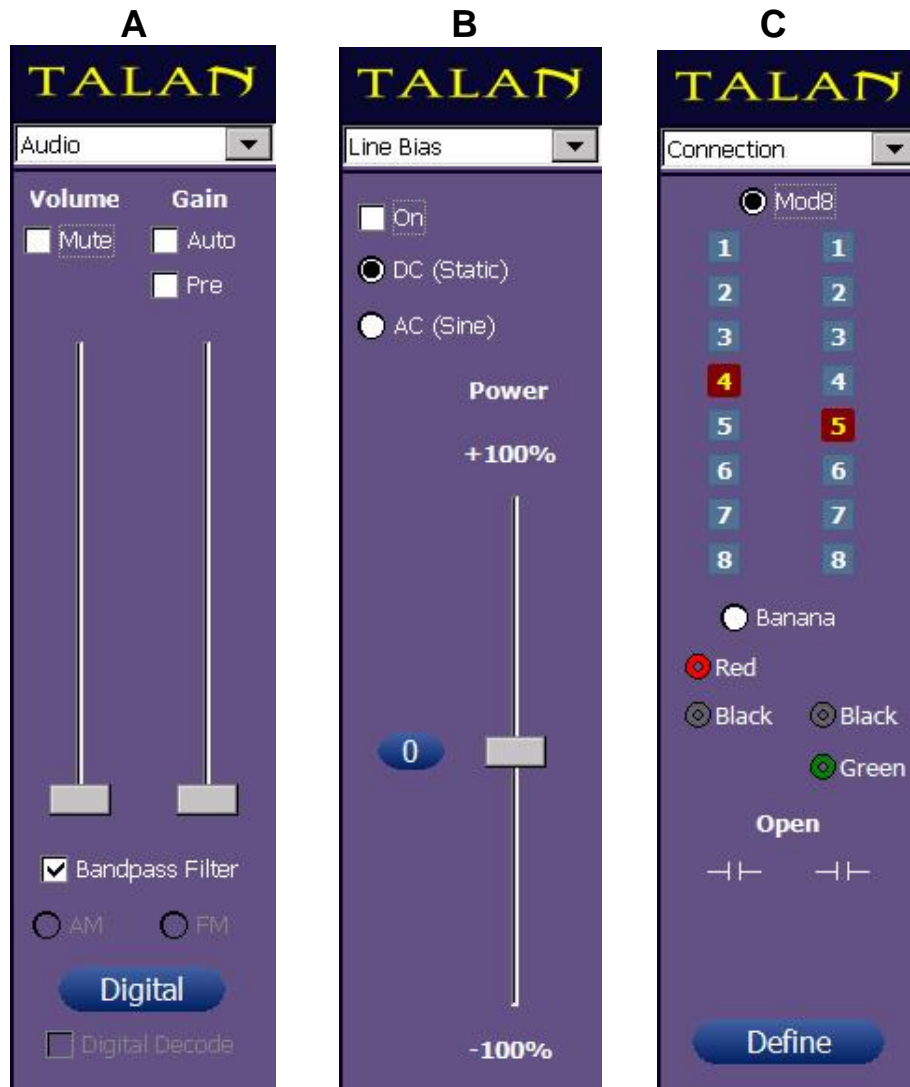 A
TALAN
Audio
Volume Gain
Mute Auto
Pre
Bandpass Filter
AM FM
Digital
Digital Decode
B
TALAN
Line Bias
On
DC (Static)
AC (Sine)
Power
+100%
0
-100%
C
TALAN
Connection
Mod8
1 1
2 2
3 3
4 4
5 5
6 6
7 7
8 8
Banana
Red
Black Black
Green
Open
Define